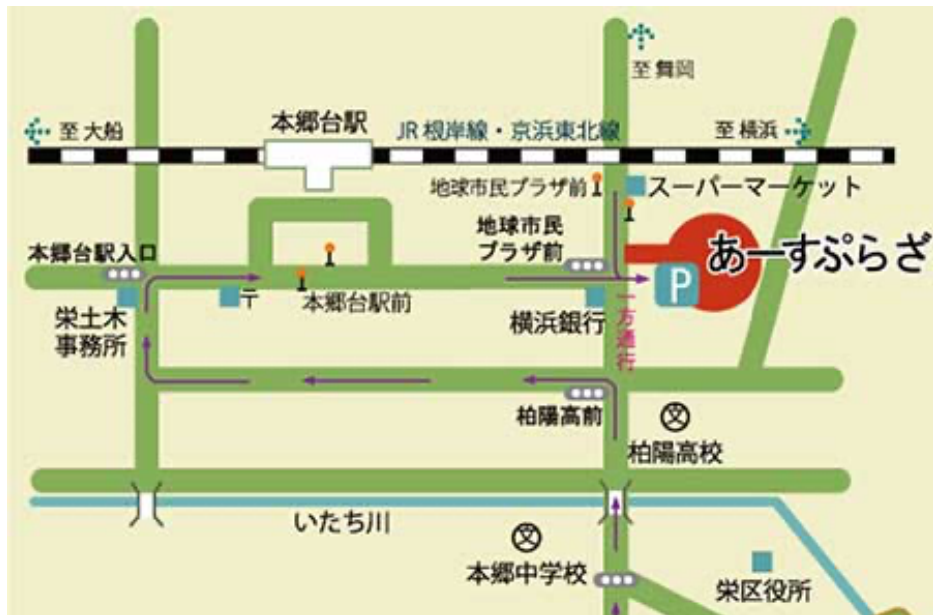 至 舞岡
至 大船
本郷台駅
JR 根岸線・京浜東北線
至 横浜
地球市民プラザ前
スーパーマーケット
本郷台駅入口
地球市民
プラザ前
あーすぷらざ
P
栄土木
事務所
〒
本郷台駅前
横浜銀行
一方通行
柏陽高前
文
柏陽高校
いたち川
文
本郷中学校
栄区役所